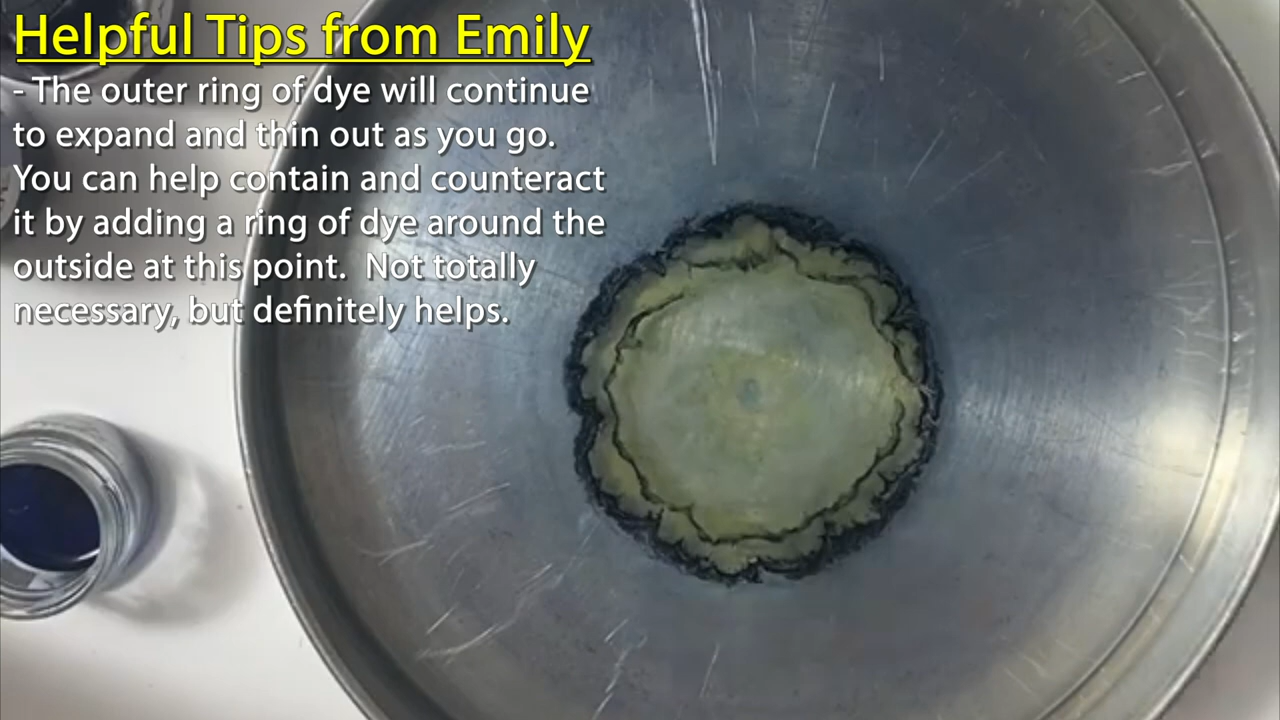 Helpful Tips from Emily
- The outer ring of dye will continue
to expand and thin out as you go.
You can help contain and counteract
it by adding a ring of dye around the
outside at this point.  Not totally
necessary, but definitely helps.